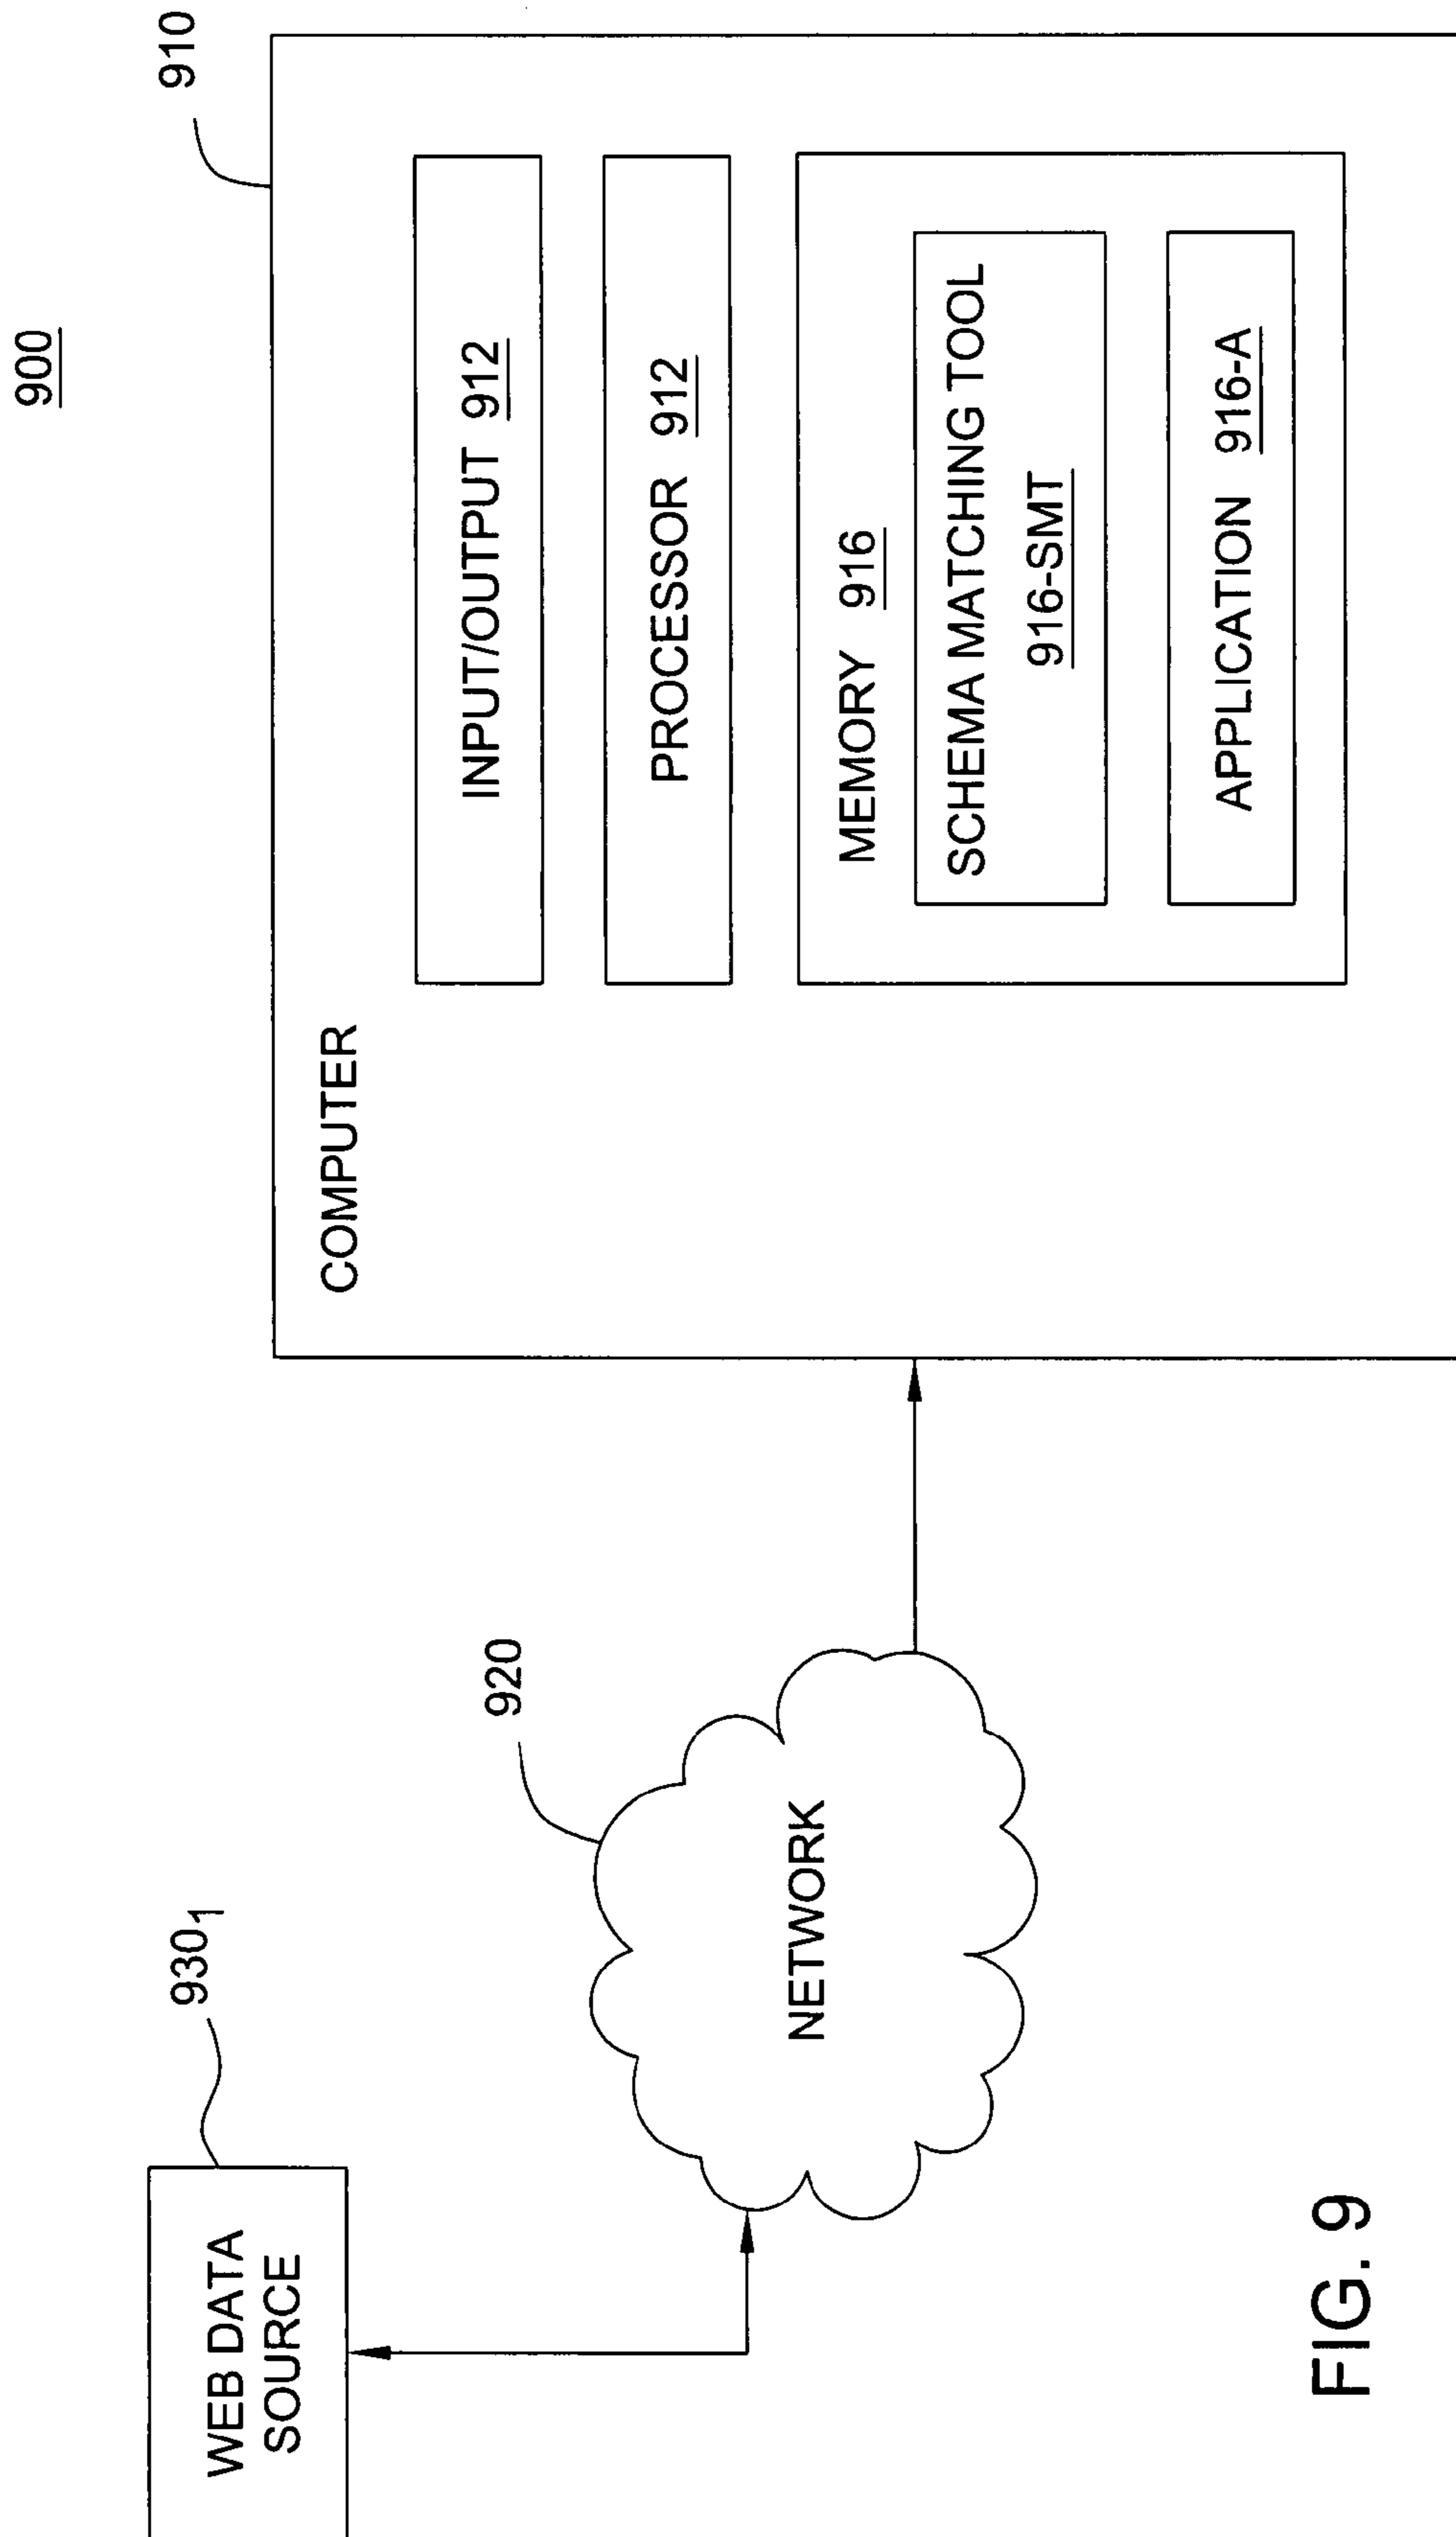 900
910
COMPUTER
INPUT/OUTPUT 912
PROCESSOR 912
MEMORY 916
SCHEMA MATCHING TOOL
916-SMT
APPLICATION 916-A
920
NETWORK
930₁
WEB DATA
SOURCE
FIG. 9